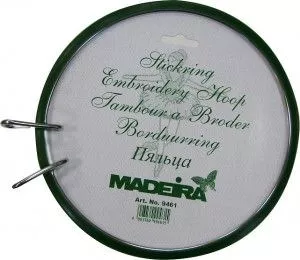 Stickring
Embroidery Hoop
Tambour a Broder
Borduurring
Пяльца
MADEIRA
Art. No. 9461